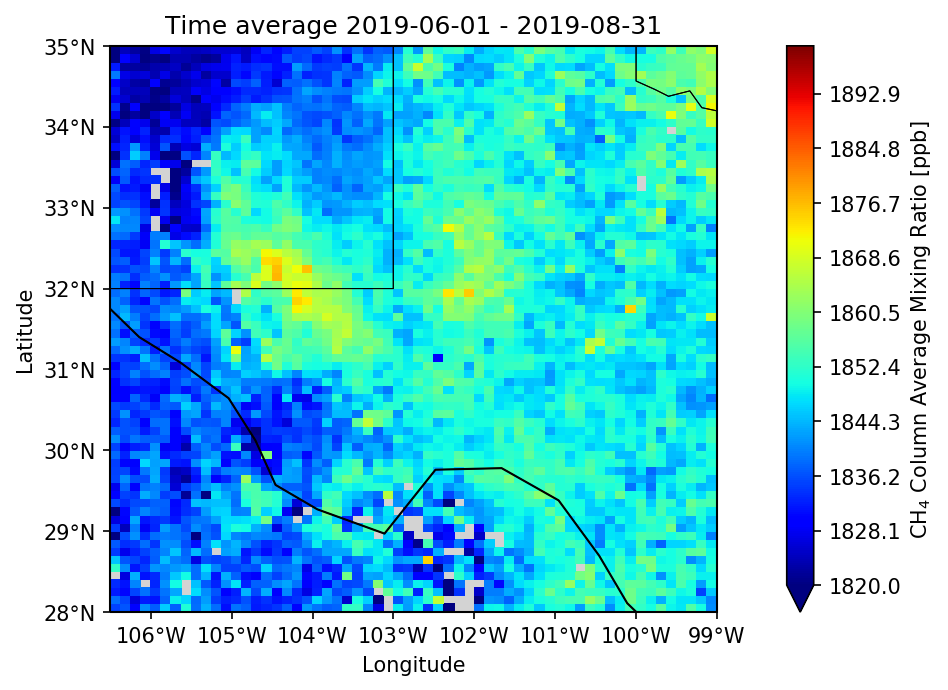 Time average 2019-06-01 - 2019-08-31
35°N
34°N
33°N
32°N
31°N
30°N
29°N
28°N
Latitude
106°W 105°W 104°W 103°W 102°W 101°W 100°W 99°W
Longitude
1892.9
1884.8
1876.7
1868.6
1860.5
1852.4
1844.3
1836.2
1828.1
1820.0
CH₄ Column Average Mixing Ratio [ppb]